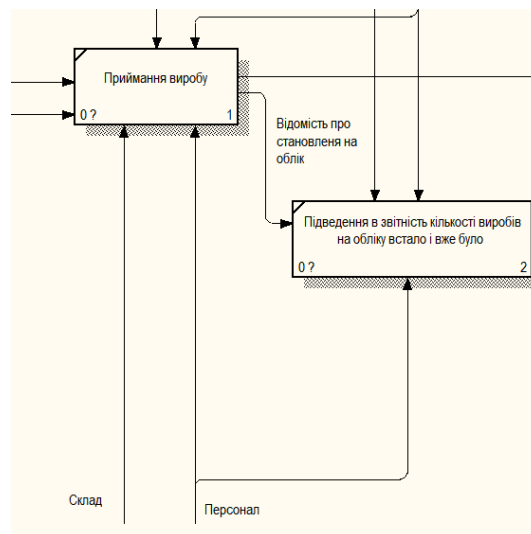 Приймання виробу
0 ?
1
Відомість про
становленя на
облік
Підведення в звітність кількості виробів
на обліку встало і вже було
0 ?
2
Склад
Персонал